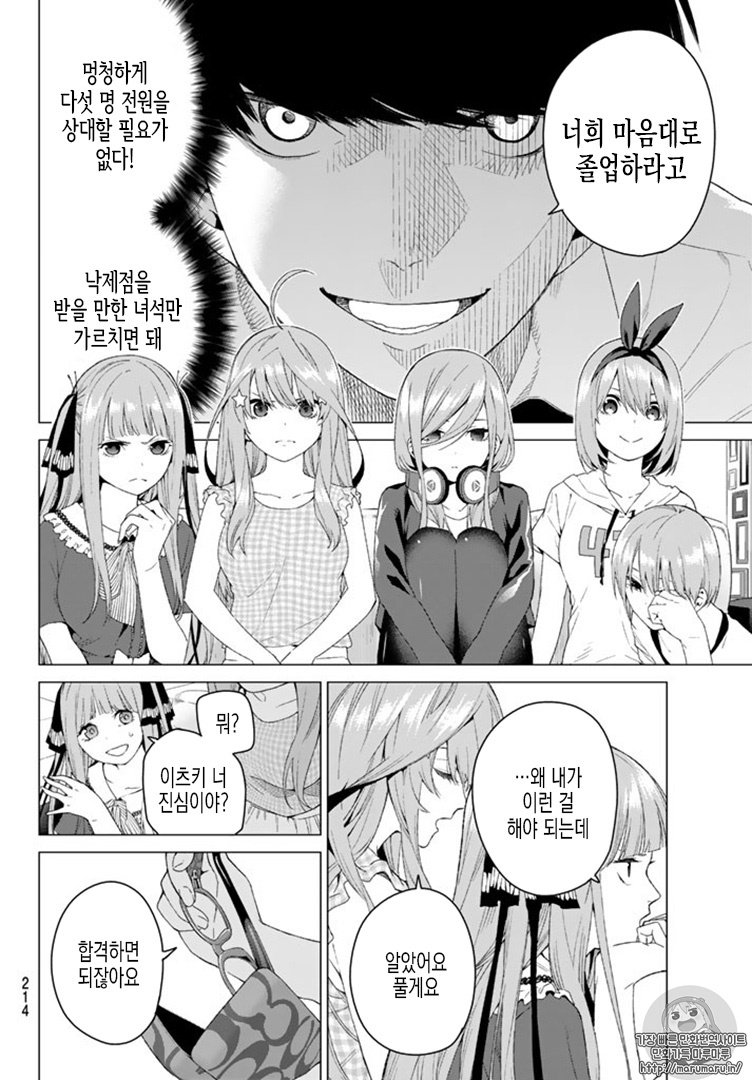 너희 마음대로
졸업하라고
멍청하게
다섯 명 전원을
상대할 필요가
없다!
낙제점을
받을 만한 녀석만
가르치면 돼
…왜 내가
이런 걸
해야 되는데
알았어요
풀게요
뭐?
이츠키 너
진심이야?
합격하면
되잖아요
214
가장 빠른 만화번역사이트
만화가득 마루마루
http://marumaru.in/